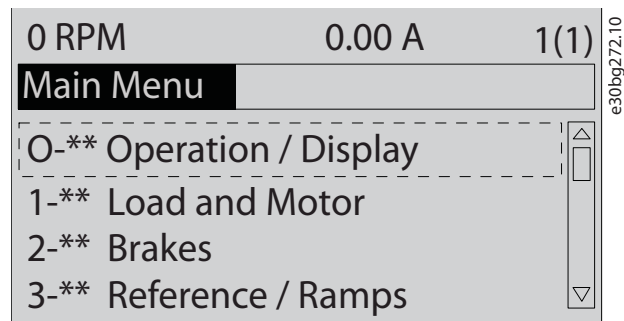 0 RPM 0.00 A 1(1)
Main Menu
O-** Operation / Display
1-** Load and Motor
2-** Brakes
3-** Reference / Ramps
e30bg272.10